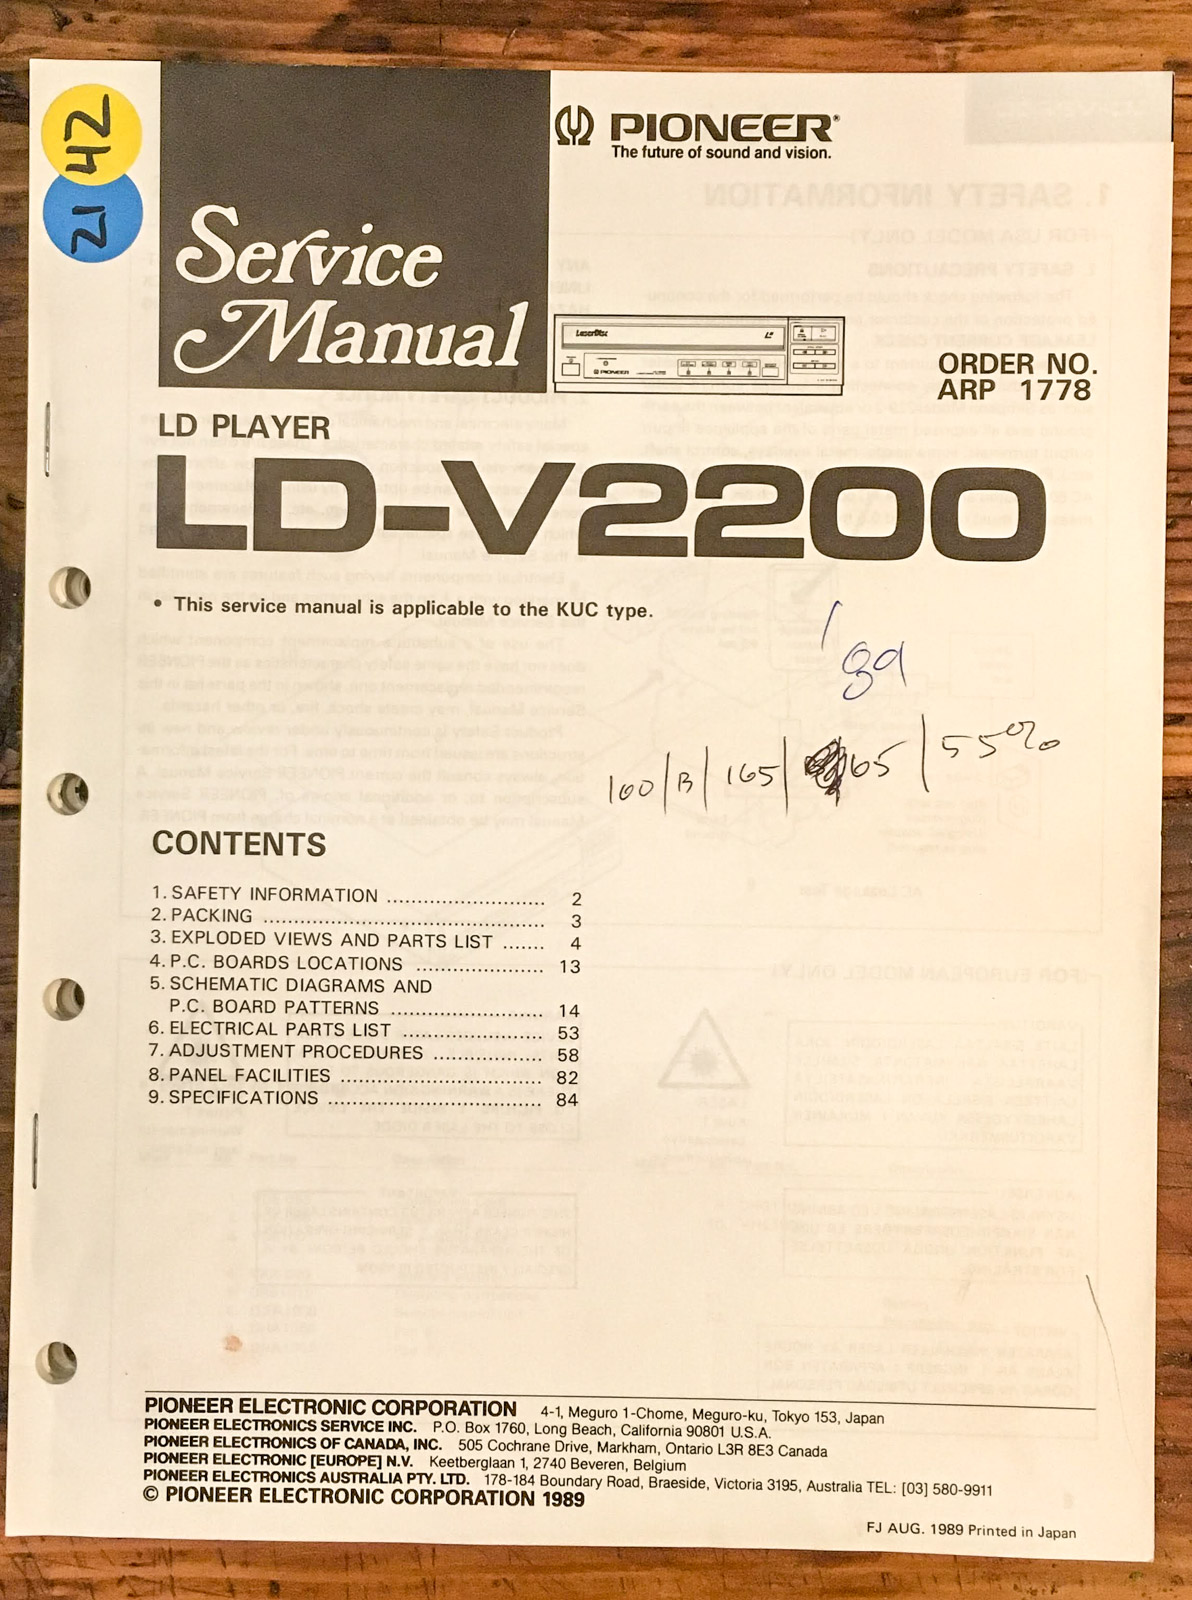 42
21
PIONEER®
The future of sound and vision.
Service
Manual
LaserDisc
PIONEER
ORDER NO.
ARP 1778
LD PLAYER
LD-V2200
• This service manual is applicable to the KUC type.
160/B/165/65/55%
CONTENTS
1. SAFETY INFORMATION .......................... 2
2. PACKING .............................................. 3
3. EXPLODED VIEWS AND PARTS LIST ....... 4
4. P.C. BOARDS LOCATIONS ..................... 13
5. SCHEMATIC DIAGRAMS AND
P.C. BOARD PATTERNS ......................... 14
6. ELECTRICAL PARTS LIST ....................... 53
7. ADJUSTMENT PROCEDURES .................. 58
8. PANEL FACILITIES ................................ 82
9. SPECIFICATIONS .................................. 84
PIONEER ELECTRONIC CORPORATION 4-1, Meguro 1-Chome, Meguro-ku, Tokyo 153, Japan
PIONEER ELECTRONICS SERVICE INC. P.O. Box 1760, Long Beach, California 90801 U.S.A.
PIONEER ELECTRONICS OF CANADA, INC. 505 Cochrane Drive, Markham, Ontario L3R 8E3 Canada
PIONEER ELECTRONIC [EUROPE] N.V. Keetberglaan 1, 2740 Beveren, Belgium
PIONEER ELECTRONICS AUSTRALIA PTY. LTD. 178-184 Boundary Road, Braeside, Victoria 3195, Australia TEL: [03] 580-9911
© PIONEER ELECTRONIC CORPORATION 1989
FJ AUG. 1989 Printed in Japan